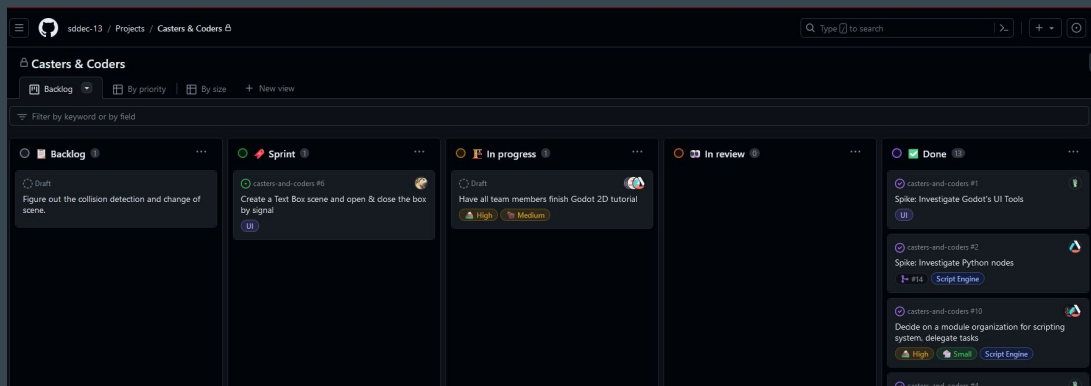 sddec-13 / Projects / Casters & Coders
Type / to search
Casters & Coders
Backlog
By priority
By size
+ New view
Filter by keyword or by field
Backlog 1
Draft
Figure out the collision detection and change of
scene.
Sprint 1
casters-and-coders #6
Create a Text Box scene and open & close the box
by signal
UI
In progress 1
Draft
Have all team members finish Godot 2D tutorial
High
Medium
In review 0
Done 13
casters-and-coders #1
Spike: Investigate Godot's UI Tools
UI
casters-and-coders #2
Spike: Investigate Python nodes
#14
Script Engine
casters-and-coders #10
Decide on a module organization for scripting
system, delegate tasks
High
Small
Script Engine